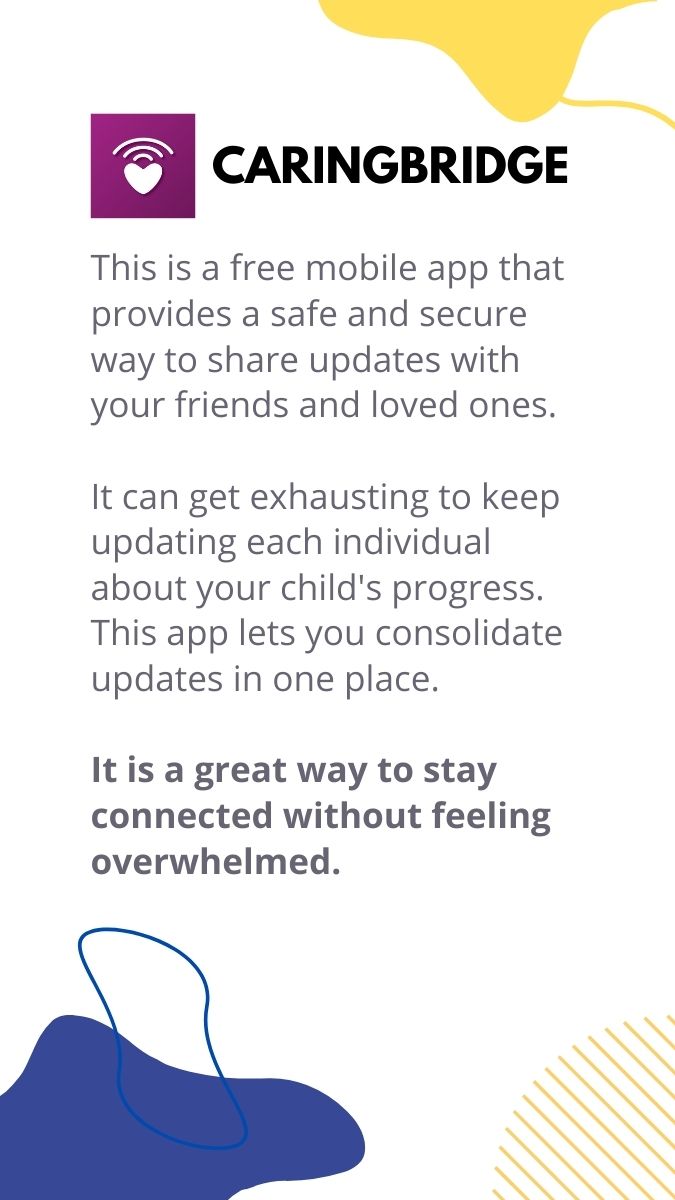 CARINGBRIDGE
This is a free mobile app that
provides a safe and secure
way to share updates with
your friends and loved ones.
It can get exhausting to keep
updating each individual
about your child's progress.
This app lets you consolidate
updates in one place.
It is a great way to stay
connected without feeling
overwhelmed.